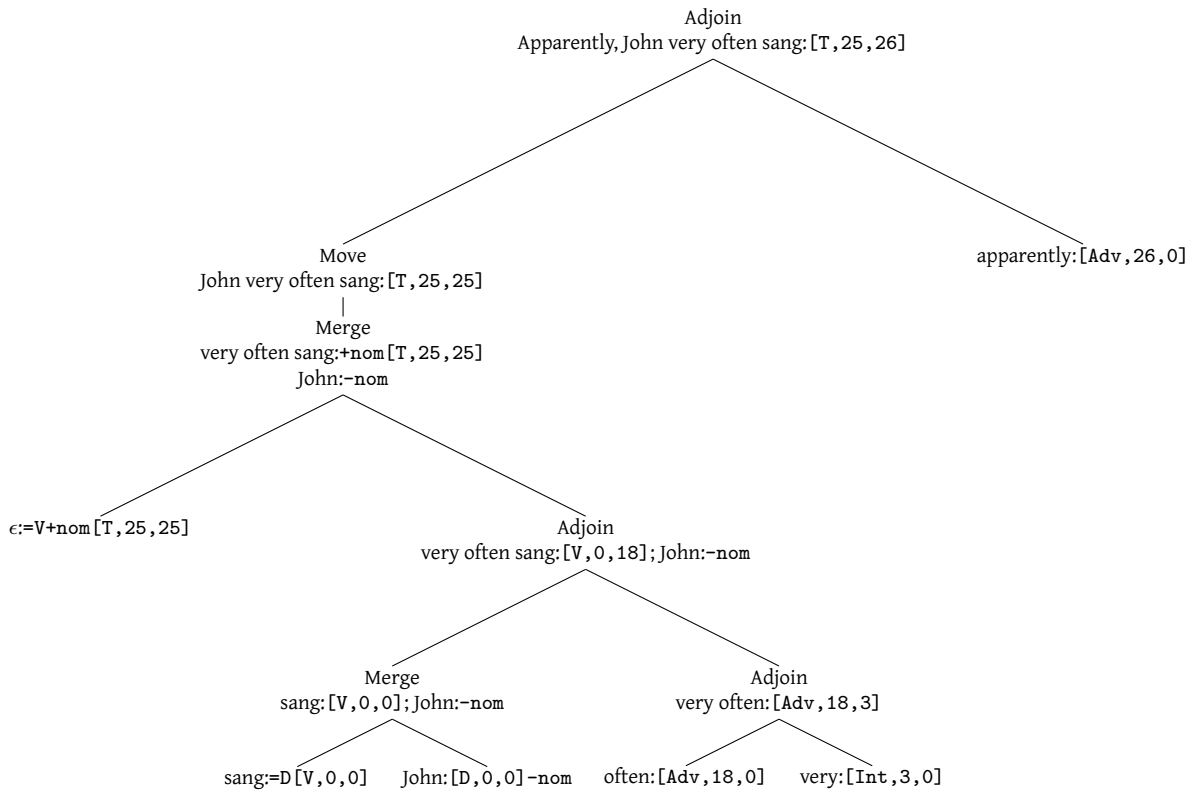 Adjoin
Apparently, John very often sang:[T,25,26]
Move
John very often sang:[T,25,25]
apparently:[Adv,26,0]
Merge
very often sang:+nom[T,25,25]
John:-nom
ϵ:=V+nom[T,25,25]
Adjoin
very often sang:[V,0,18];John:-nom
Merge
sang:[V,0,0];John:-nom
Adjoin
very often:[Adv,18,3]
sang:=D[V,0,0]
John:[D,0,0]-nom
often:[Adv,18,0]
very:[Int,3,0]